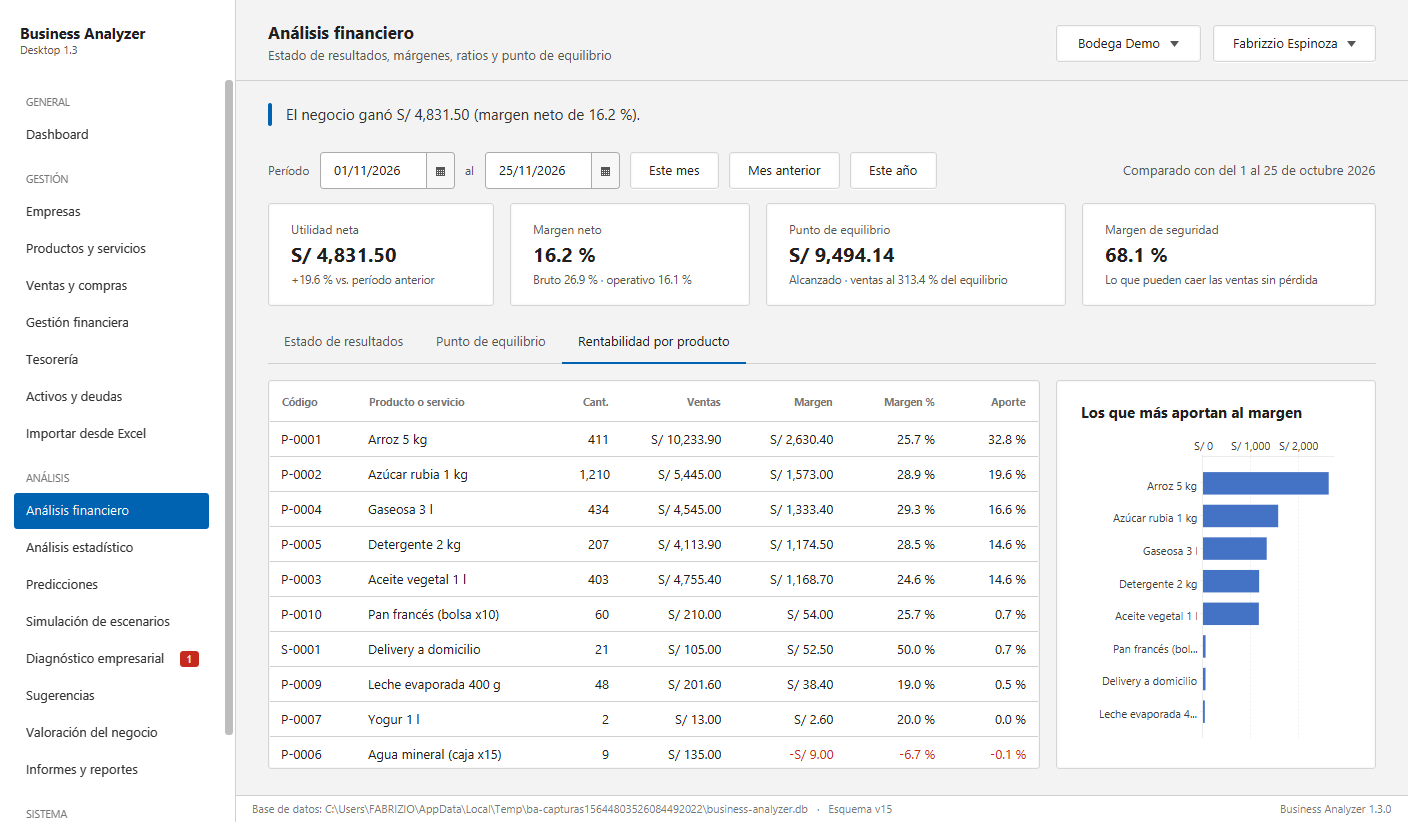 Business Analyzer
Desktop 1.3
GENERAL
Dashboard
GESTIÓN
Empresas
Productos y servicios
Ventas y compras
Gestión financiera
Tesorería
Activos y deudas
Importar desde Excel
ANÁLISIS
Análisis financiero
Análisis estadístico
Predicciones
Simulación de escenarios
Diagnóstico empresarial 1
Sugerencias
Valoración del negocio
Informes y reportes
SISTEMA
Análisis financiero
Estado de resultados, márgenes, ratios y punto de equilibrio
Bodega Demo
Fabrizzio Espinoza
El negocio ganó S/ 4,831.50 (margen neto de 16.2 %).
Período 01/11/2026 al 25/11/2026 Este mes Mes anterior Este año Comparado con del 1 al 25 de octubre 2026
Utilidad neta
S/ 4,831.50
+19.6 % vs. período anterior
Margen neto
16.2 %
Bruto 26.9 % · operativo 16.1 %
Punto de equilibrio
S/ 9,494.14
Alcanzado · ventas al 313.4 % del equilibrio
Margen de seguridad
68.1 %
Lo que pueden caer las ventas sin pérdida
Estado de resultados Punto de equilibrio Rentabilidad por producto
Código Producto o servicio Cant. Ventas Margen Margen % Aporte
P-0001 Arroz 5 kg 411 S/ 10,233.90 S/ 2,630.40 25.7 % 32.8 %
P-0002 Azúcar rubia 1 kg 1,210 S/ 5,445.00 S/ 1,573.00 28.9 % 19.6 %
P-0004 Gaseosa 3 l 434 S/ 4,545.00 S/ 1,333.40 29.3 % 16.6 %
P-0005 Detergente 2 kg 207 S/ 4,113.90 S/ 1,174.50 28.5 % 14.6 %
P-0003 Aceite vegetal 1 l 403 S/ 4,755.40 S/ 1,168.70 24.6 % 14.6 %
P-0010 Pan francés (bolsa x10) 60 S/ 210.00 S/ 54.00 25.7 % 0.7 %
S-0001 Delivery a domicilio 21 S/ 105.00 S/ 52.50 50.0 % 0.7 %
P-0009 Leche evaporada 400 g 48 S/ 201.60 S/ 38.40 19.0 % 0.5 %
P-0007 Yogur 1 l 2 S/ 13.00 S/ 2.60 20.0 % 0.0 %
P-0006 Agua mineral (caja x15) 9 S/ 135.00 -S/ 9.00 -6.7 % -0.1 %
Los que más aportan al margen
S/ 0 S/ 1,000 S/ 2,000
Arroz 5 kg
Azúcar rubia 1 kg
Gaseosa 3 l
Detergente 2 kg
Aceite vegetal 1 l
Pan francés (bol...
Delivery a domicilio
Leche evaporada 4...
Base de datos: C:\Users\FABRIZIO\AppData\Local\Temp\ba-capturas15644803526084492022\business-analyzer.db · Esquema v15
Business Analyzer 1.3.0